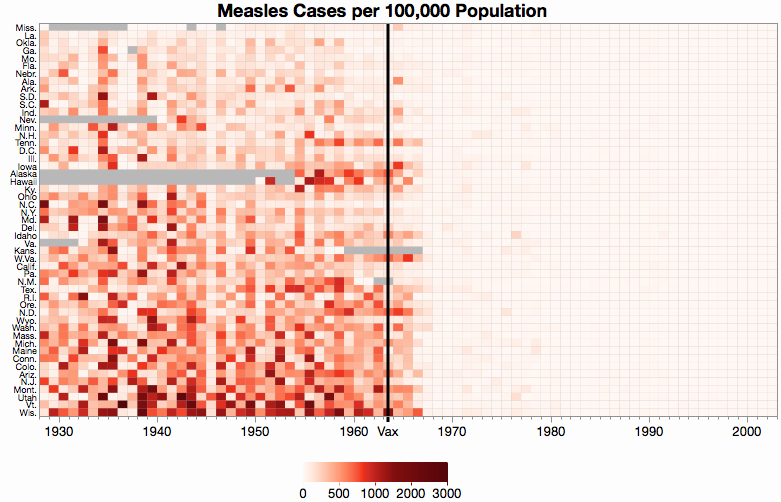 Measles Cases per 100,000 Population
Miss.
La.
Okla.
Ga.
Mo.
Fla.
Nebr.
Ala.
Ark.
S.D.
S.C.
Ind.
Nev.
Minn.
N.H.
Tenn.
D.C.
Ill.
Iowa
Alaska
Hawaii
Ky.
Ohio
N.C.
N.Y.
Md.
Del.
Idaho
Va.
Kans.
W.Va.
Calif.
Pa.
N.M.
Tex.
R.I.
Ore.
N.D.
Wyo.
Wash.
Mass.
Mich.
Maine
Conn.
Colo.
Ariz.
N.J.
Mont.
Utah
Vt.
Wis.
1930 1940 1950 1960 Vax 1970 1980 1990 2000
0 500 1000 2000 3000